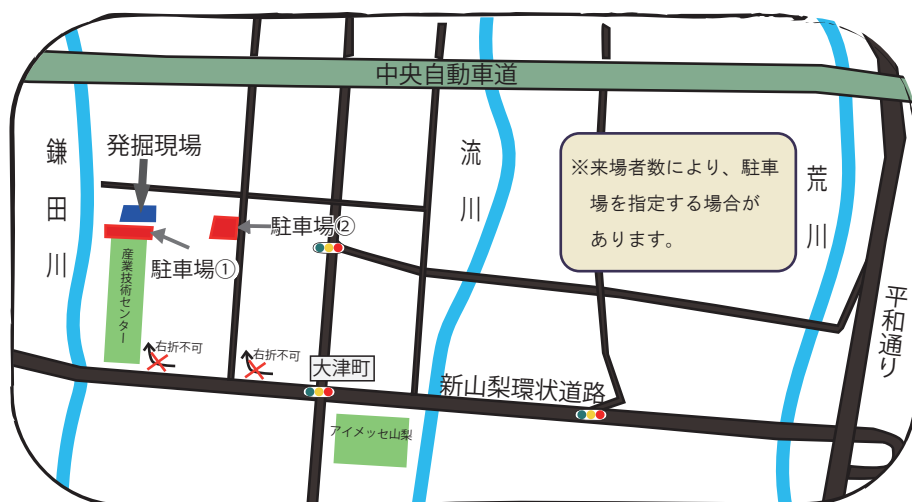 中央自動車道
鎌田川
発掘現場
流川
※来場者数により、駐車
場を指定する場合が
あります。
荒川
駐車場②
駐車場①
産業技術センター
平和通り
右折不可
右折不可
大津町
新山梨環状道路
アイメッセ山梨